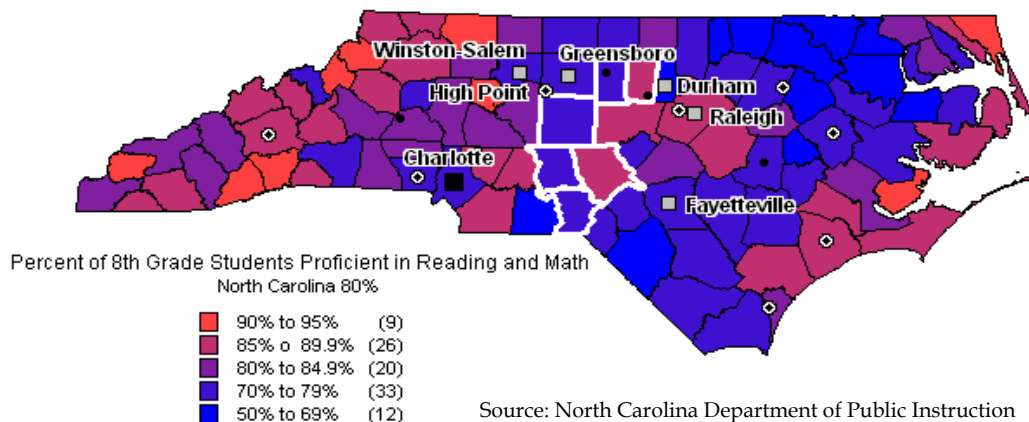 Winston-Salem
Greensboro
High Point
Durham
Raleigh
Charlotte
Fayetteville
Percent of 8th Grade Students Proficient in Reading and Math
North Carolina 80%
90% to 95% (9)
85% o 89.9% (26)
80% to 84.9% (20)
70% to 79% (33)
50% to 69% (12)
Source: North Carolina Department of Public Instruction